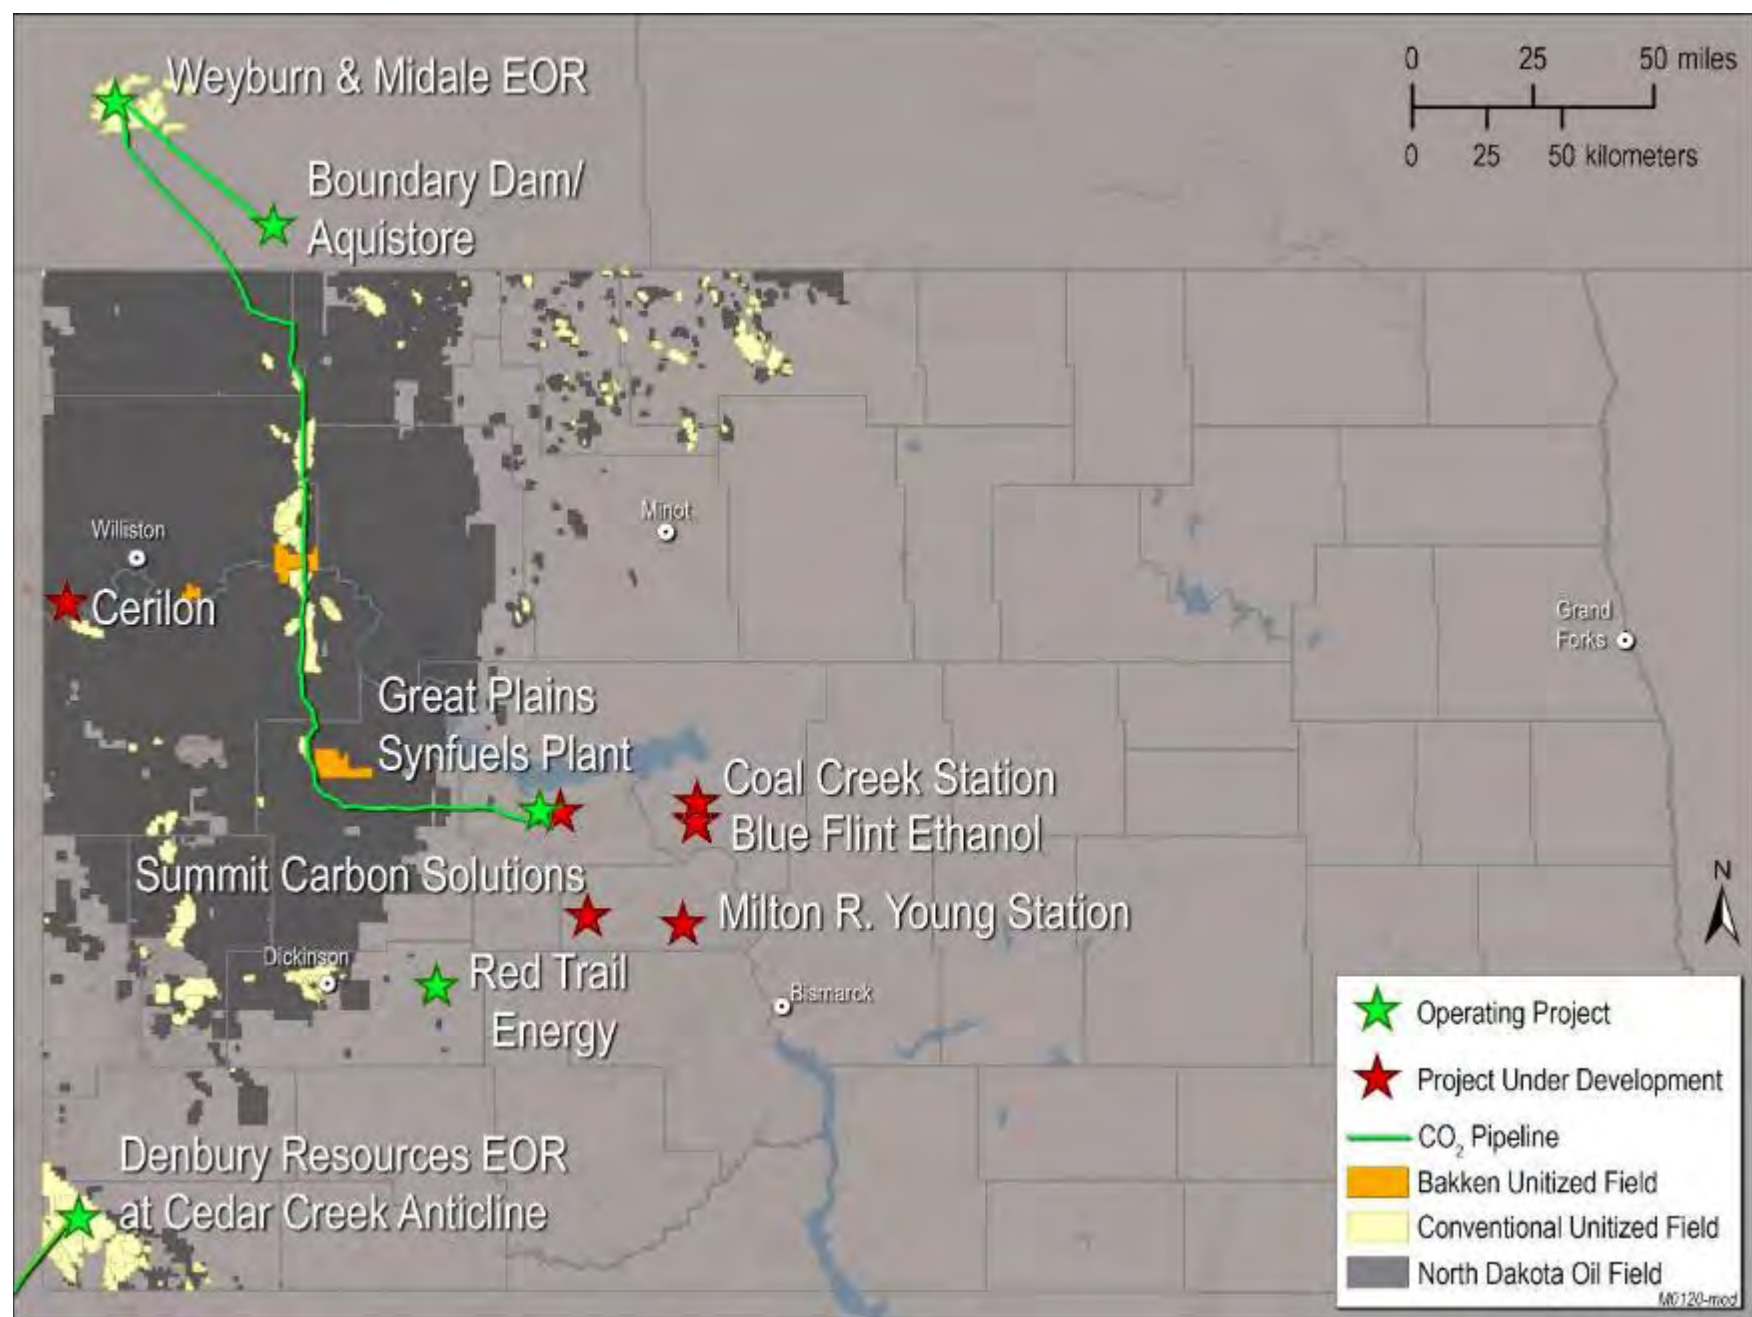 Weyburn & Midale EOR
0 25 50 miles
0 25 50 kilometers
Boundary Dam/
Aquistore
Williston
Minot
Cerilon
Grand
Forks
Great Plains
Synfuels Plant
Coal Creek Station
Blue Flint Ethanol
Summit Carbon Solutions
Milton R. Young Station
N
Dickinson
Red Trail
Energy
Bismarck
Denbury Resources EOR
at Cedar Creek Anticline
Operating Project
Project Under Development
CO2 Pipeline
Bakken Unitized Field
Conventional Unitized Field
North Dakota Oil Field
M0120-mod